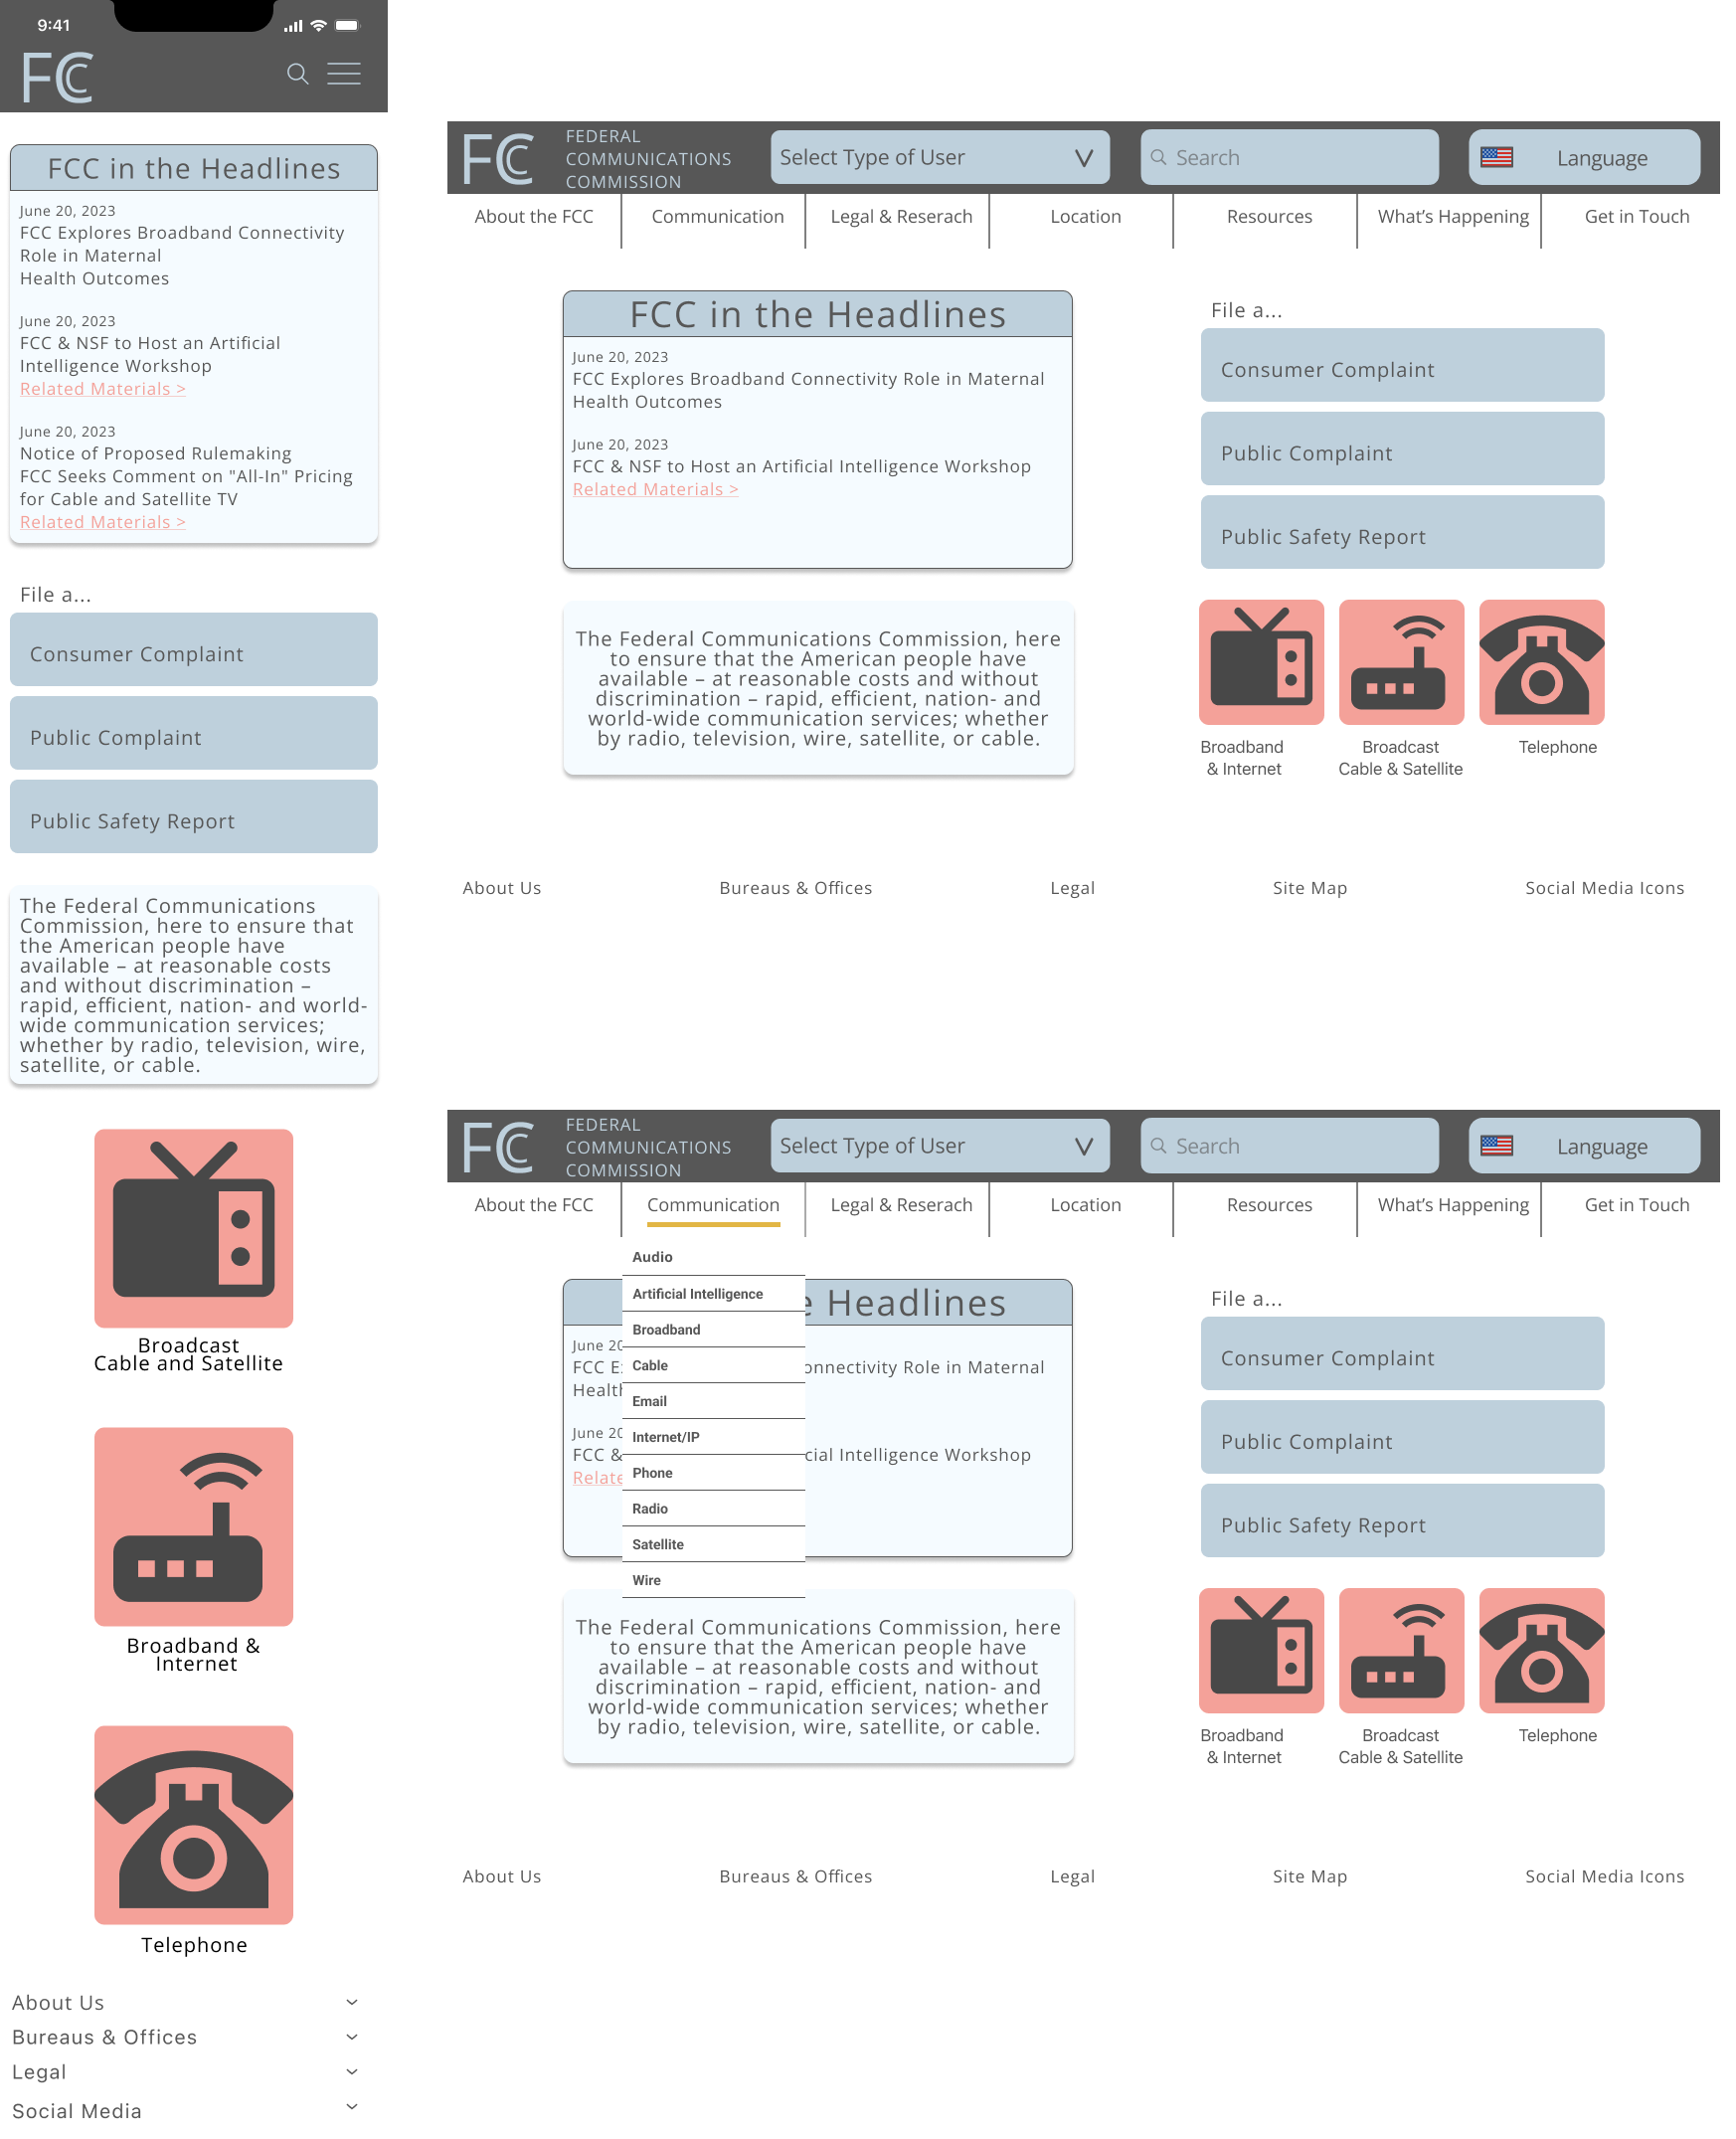 9:41
FCC
FCC in the Headlines
June 20, 2023
FCC Explores Broadband Connectivity
Role in Maternal
Health Outcomes
June 20, 2023
FCC & NSF to Host an Artificial
Intelligence Workshop
Related Materials >
June 20, 2023
Notice of Proposed Rulemaking
FCC Seeks Comment on "All-In" Pricing
for Cable and Satellite TV
Related Materials >
File a...
Consumer Complaint
Public Complaint
Public Safety Report
The Federal Communications
Commission, here to ensure that
the American people have
available – at reasonable costs
and without discrimination –
rapid, efficient, nation- and world-
wide communication services;
whether by radio, television, wire,
satellite, or cable.
Broadcast
Cable and Satellite
Broadband &
Internet
Telephone
About Us
Bureaus & Offices
Legal
Social Media
FCC
FEDERAL
COMMUNICATIONS
COMMISSION
Select Type of User
Search
Language
About the FCC
Communication
Legal & Reserach
Location
Resources
What's Happening
Get in Touch
FCC in the Headlines
June 20, 2023
FCC Explores Broadband Connectivity Role in Maternal
Health Outcomes
June 20, 2023
FCC & NSF to Host an Artificial Intelligence Workshop
Related Materials >
The Federal Communications Commission, here
to ensure that the American people have
available – at reasonable costs and without
discrimination – rapid, efficient, nation- and
world-wide communication services; whether
by radio, television, wire, satellite, or cable.
File a...
Consumer Complaint
Public Complaint
Public Safety Report
Broadband
& Internet
Broadcast
Cable & Satellite
Telephone
About Us
Bureaus & Offices
Legal
Site Map
Social Media Icons
FCC
FEDERAL
COMMUNICATIONS
COMMISSION
Select Type of User
Search
Language
About the FCC
Communication
Legal & Reserach
Location
Resources
What's Happening
Get in Touch
Audio
Artificial Intelligence
Broadband
Cable
Email
Internet/IP
Phone
Radio
Satellite
Wire
e Headlines
June 20
FCC E
onnectivity Role in Maternal
Healt
June 20
FCC &
cial Intelligence Workshop
Relate
The Federal Communications Commission, here
to ensure that the American people have
available – at reasonable costs and without
discrimination – rapid, efficient, nation- and
world-wide communication services; whether
by radio, television, wire, satellite, or cable.
File a...
Consumer Complaint
Public Complaint
Public Safety Report
Broadband
& Internet
Broadcast
Cable & Satellite
Telephone
About Us
Bureaus & Offices
Legal
Site Map
Social Media Icons